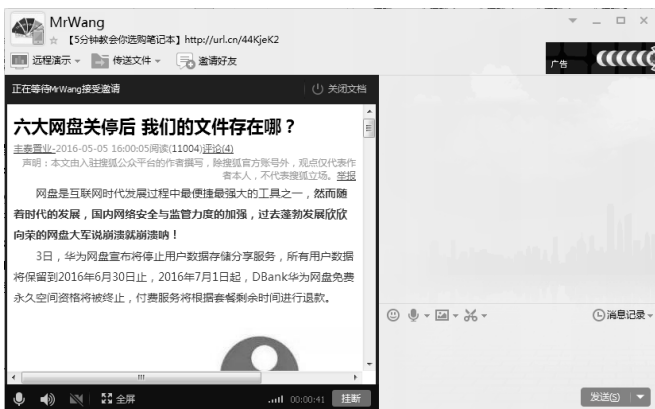 MrWang
☆ 【5分钟教会你选购笔记本】http://url.cn/44KjeK2
远程演示 传送文件 邀请好友
广告
正在等待MrWang接受邀请 关闭文档
六大网盘关停后 我们的文件存在哪？
丰泰置业-2016-05-05 16:00:05阅读(11004)评论(4)
声明：本文由入驻搜狐公众平台的作者撰写，除搜狐官方账号外，观点仅代表作
者本人，不代表搜狐立场。举报
网盘是互联网时代发展过程中最便捷最强大的工具之一，然而随
着时代的发展，国内网络安全与监管力度的加强，过去蓬勃发展欣欣
向荣的网盘大军说崩溃就崩溃呐！
3日，华为网盘宣布将停止用户数据存储分享服务，所有用户数据
将保留到2016年6月30日止，2016年7月1日起，DBank华为网盘免费
永久空间资格将被终止，付费服务将根据套餐剩余时间进行退款。
消息记录
全屏 00:00:41 挂断
发送(S)